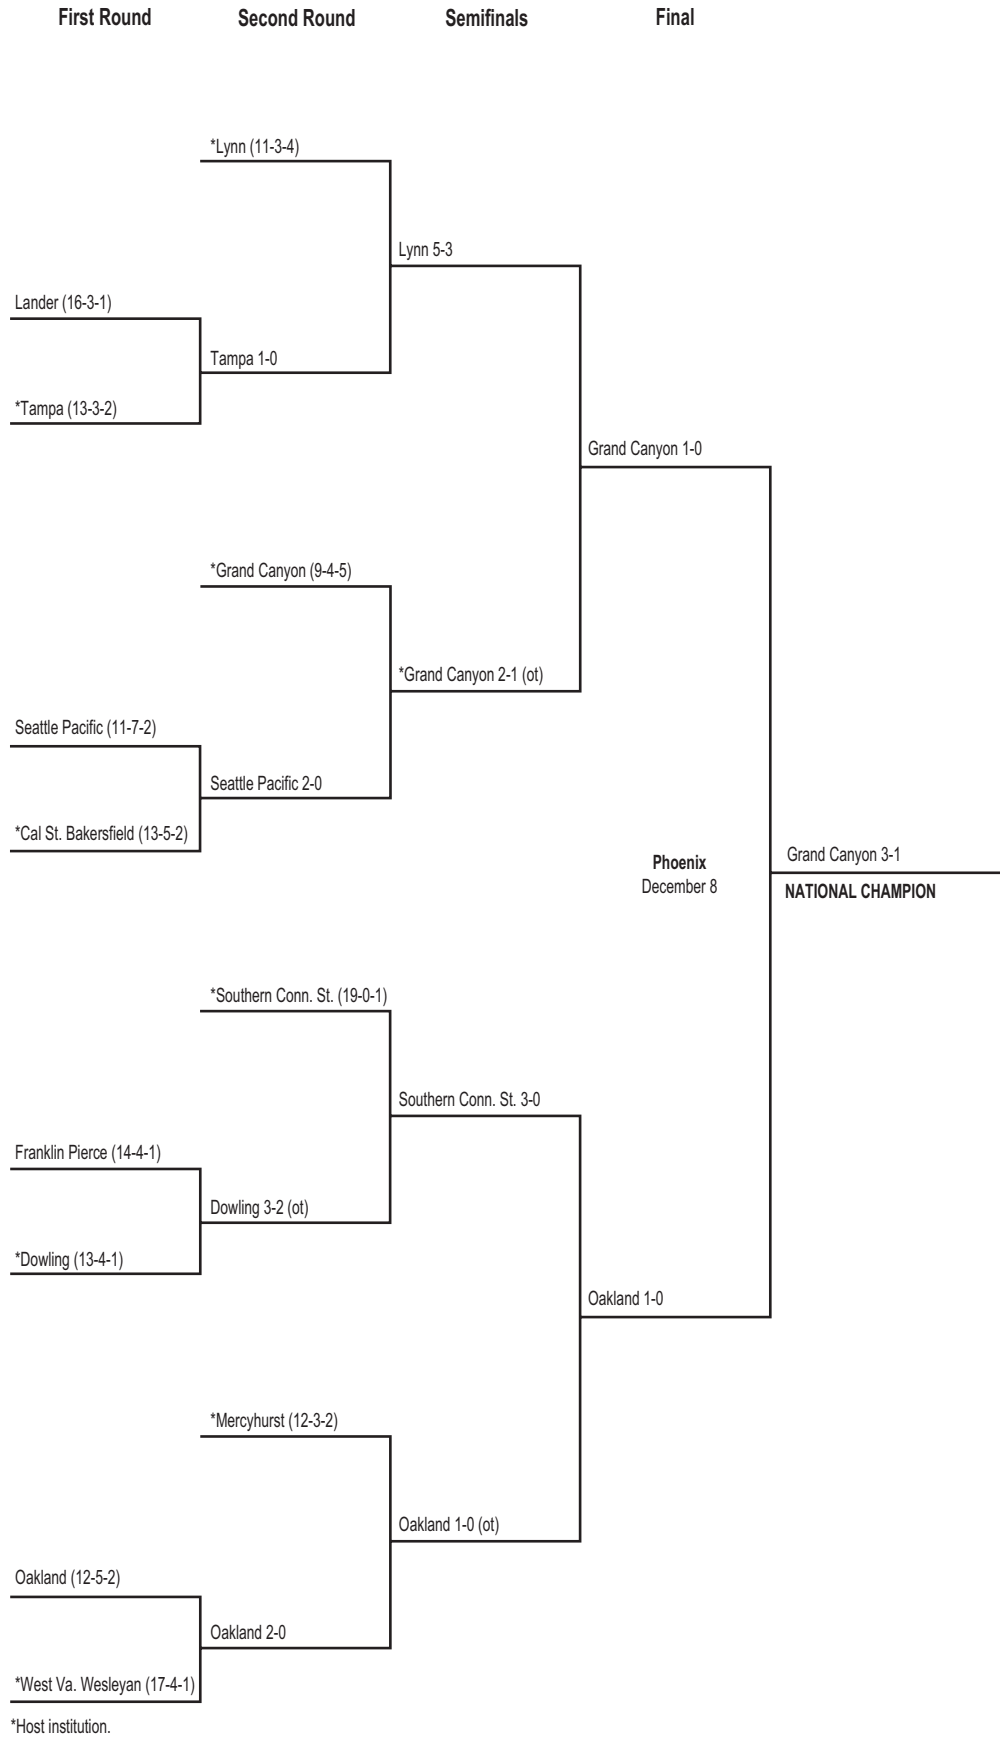 First Round Second Round Semifinals Final
*Lynn (11-3-4)
Lynn 5-3
Lander (16-3-1)
Tampa 1-0
*Tampa (13-3-2)
Grand Canyon 1-0
*Grand Canyon (9-4-5)
*Grand Canyon 2-1 (ot)
Seattle Pacific (11-7-2)
Seattle Pacific 2-0
*Cal St. Bakersfield (13-5-2)
Grand Canyon 3-1
Phoenix
December 8
NATIONAL CHAMPION
*Southern Conn. St. (19-0-1)
Southern Conn. St. 3-0
Franklin Pierce (14-4-1)
Dowling 3-2 (ot)
*Dowling (13-4-1)
Oakland 1-0
*Mercyhurst (12-3-2)
Oakland 1-0 (ot)
Oakland (12-5-2)
Oakland 2-0
*West Va. Wesleyan (17-4-1)
*Host institution.